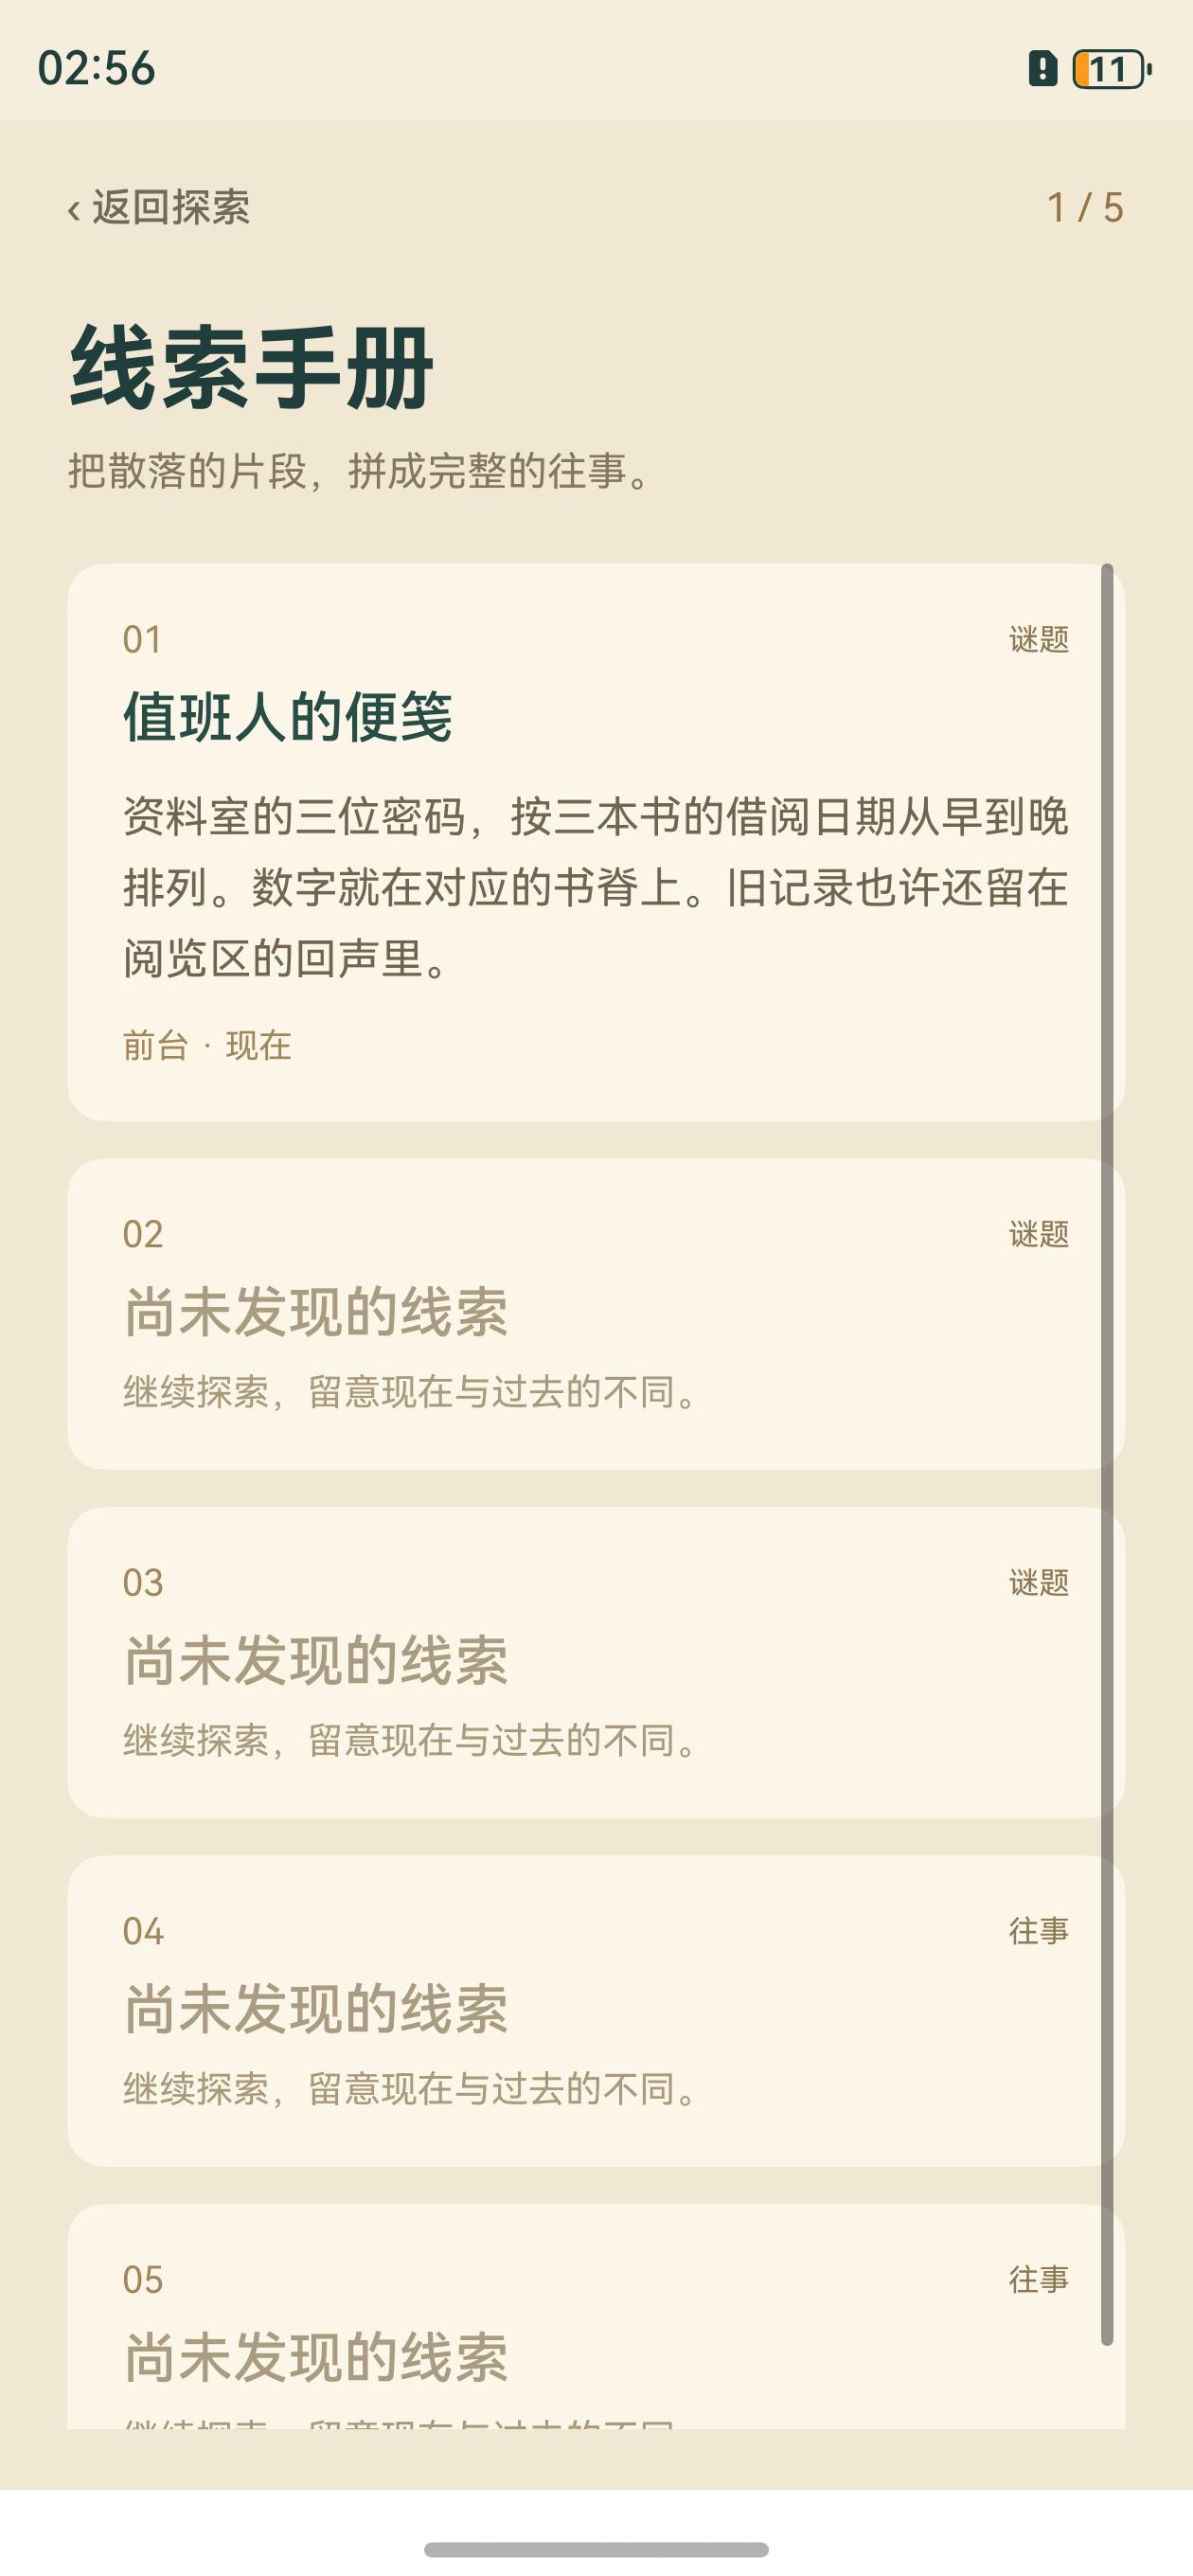 02:56
11
‹ 返回探索
1 / 5
线索手册
把散落的片段，拼成完整的往事。
01
谜题
值班人的便笺
资料室的三位密码，按三本书的借阅日期从早到晚
排列。数字就在对应的书脊上。旧记录也许还留在
阅览区的回声里。
前台 · 现在
02
谜题
尚未发现的线索
继续探索，留意现在与过去的不同。
03
谜题
尚未发现的线索
继续探索，留意现在与过去的不同。
04
往事
尚未发现的线索
继续探索，留意现在与过去的不同。
05
往事
尚未发现的线索